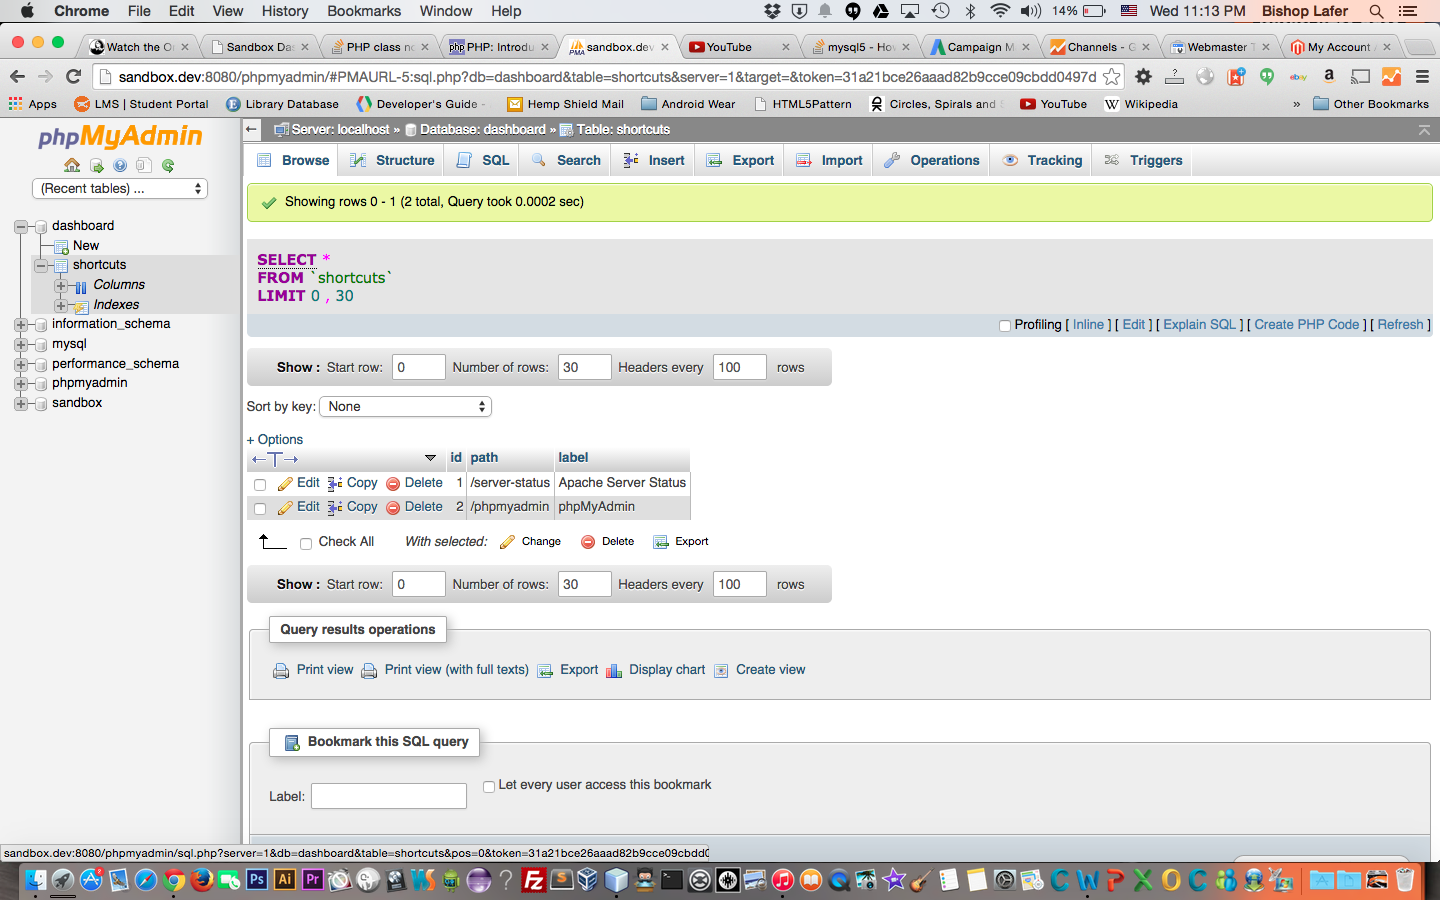 Chrome File Edit View History Bookmarks Window Help 14% Wed 11:13 PM Bishop Lafer
Watch the O Sandbox Da PHP class no php PHP: Introdu PMA sandbox.dev YouTube mysql5 - Ho Campaign M Channels - G Webmaster T My Account
sandbox.dev:8080/phpmyadmin/#PMAURL-5:sql.php?db=dashboard&table=shortcuts&server=1&target=&token=31a21bce26aaad82b9cce09cbdd0497d
Apps LMS | Student Portal Library Database Developer's Guide - Hemp Shield Mail Android Wear HTML5Pattern Circles, Spirals and YouTube Wikipedia » Other Bookmarks
phpMyAdmin
(Recent tables) ...
dashboard
New
shortcuts
Columns
Indexes
information_schema
mysql
performance_schema
phpmyadmin
sandbox
Server: localhost » Database: dashboard » Table: shortcuts
Browse Structure SQL Search Insert Export Import Operations Tracking Triggers
Showing rows 0 - 1 (2 total, Query took 0.0002 sec)
SELECT *
FROM `shortcuts`
LIMIT 0 , 30
Profiling [ Inline ] [ Edit ] [ Explain SQL ] [ Create PHP Code ] [ Refresh ]
Show : Start row: 0 Number of rows: 30 Headers every 100 rows
Sort by key: None
+ Options
←T→ id path label
Edit Copy Delete 1 /server-status Apache Server Status
Edit Copy Delete 2 /phpmyadmin phpMyAdmin
Check All With selected: Change Delete Export
Show : Start row: 0 Number of rows: 30 Headers every 100 rows
Query results operations
Print view Print view (with full texts) Export Display chart Create view
Bookmark this SQL query
Label: Let every user access this bookmark
sandbox.dev:8080/phpmyadmin/sql.php?server=1&db=dashboard&table=shortcuts&pos=0&token=31a21bce26aaad82b9cce09cbdd0
Ps Ai Pr Fz